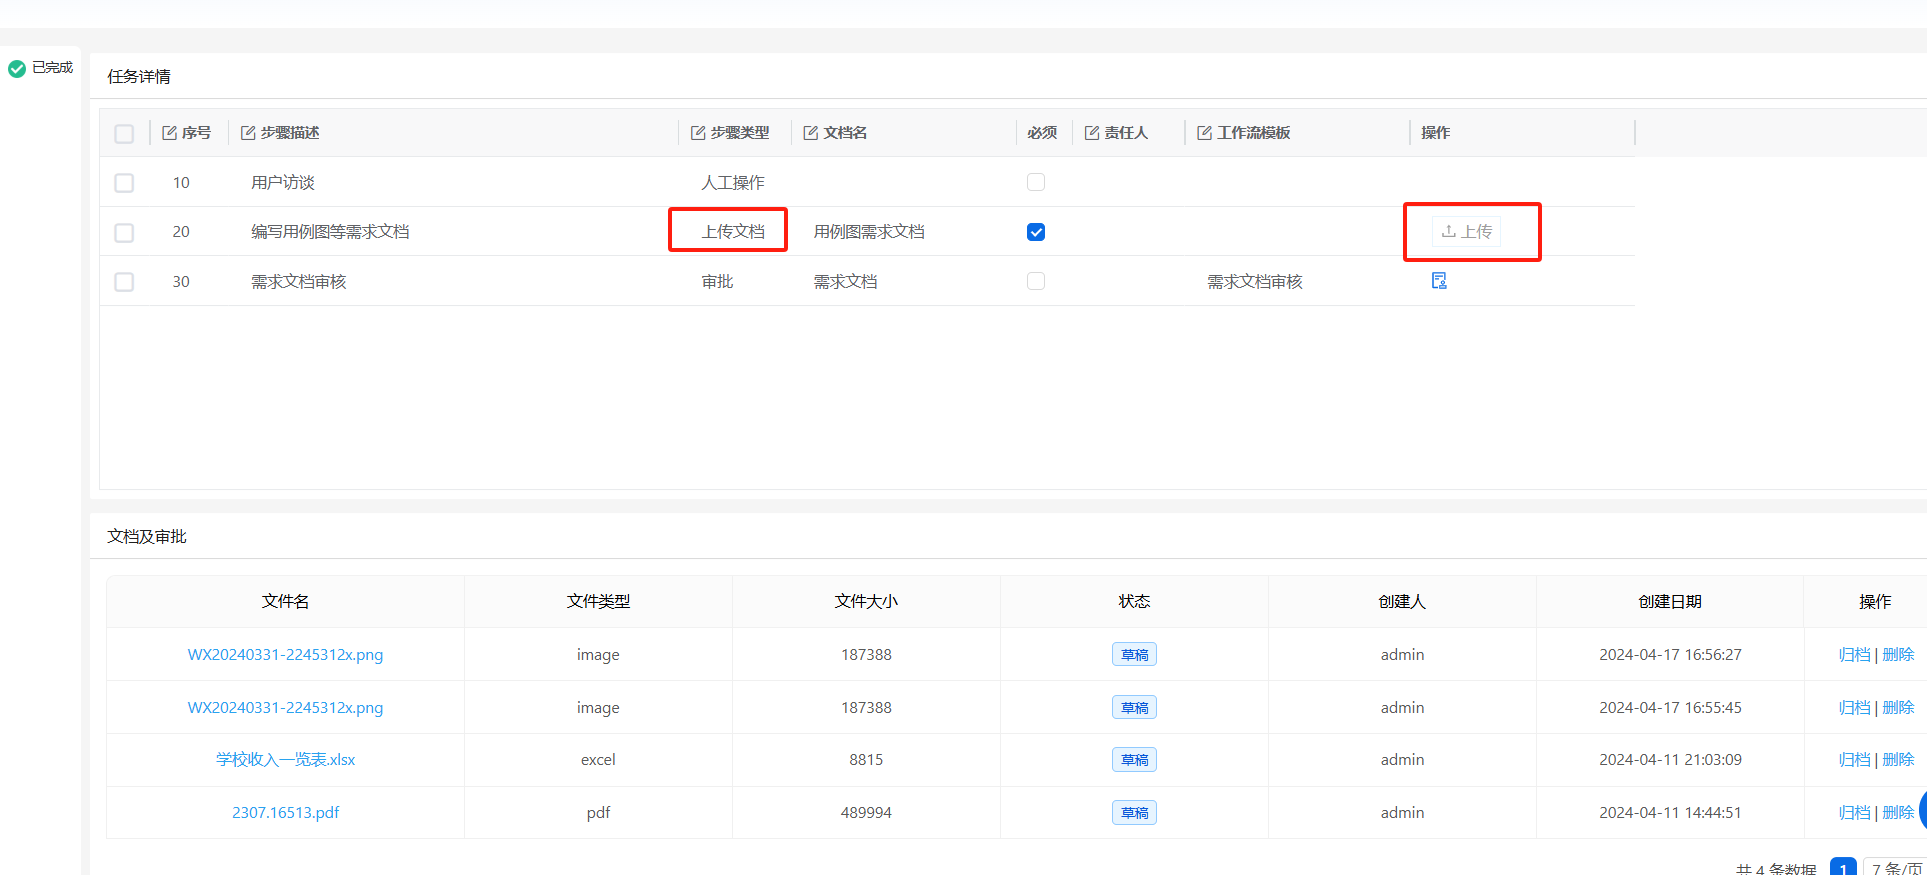 已完成
任务详情
序号 步骤描述 步骤类型 文档名 必须 责任人 工作流模板 操作
10 用户访谈 人工操作
20 编写用例图等需求文档 上传文档 用例图需求文档 上传
30 需求文档审核 审批 需求文档 需求文档审核
文档及审批
文件名 文件类型 文件大小 状态 创建人 创建日期 操作
WX20240331-2245312x.png image 187388 草稿 admin 2024-04-17 16:56:27 归档 | 删除
WX20240331-2245312x.png image 187388 草稿 admin 2024-04-17 16:55:45 归档 | 删除
学校收入一览表.xlsx excel 8815 草稿 admin 2024-04-11 21:03:09 归档 | 删除
2307.16513.pdf pdf 489994 草稿 admin 2024-04-11 14:44:51 归档 | 删除
共 4 条数据 1 7 条/页